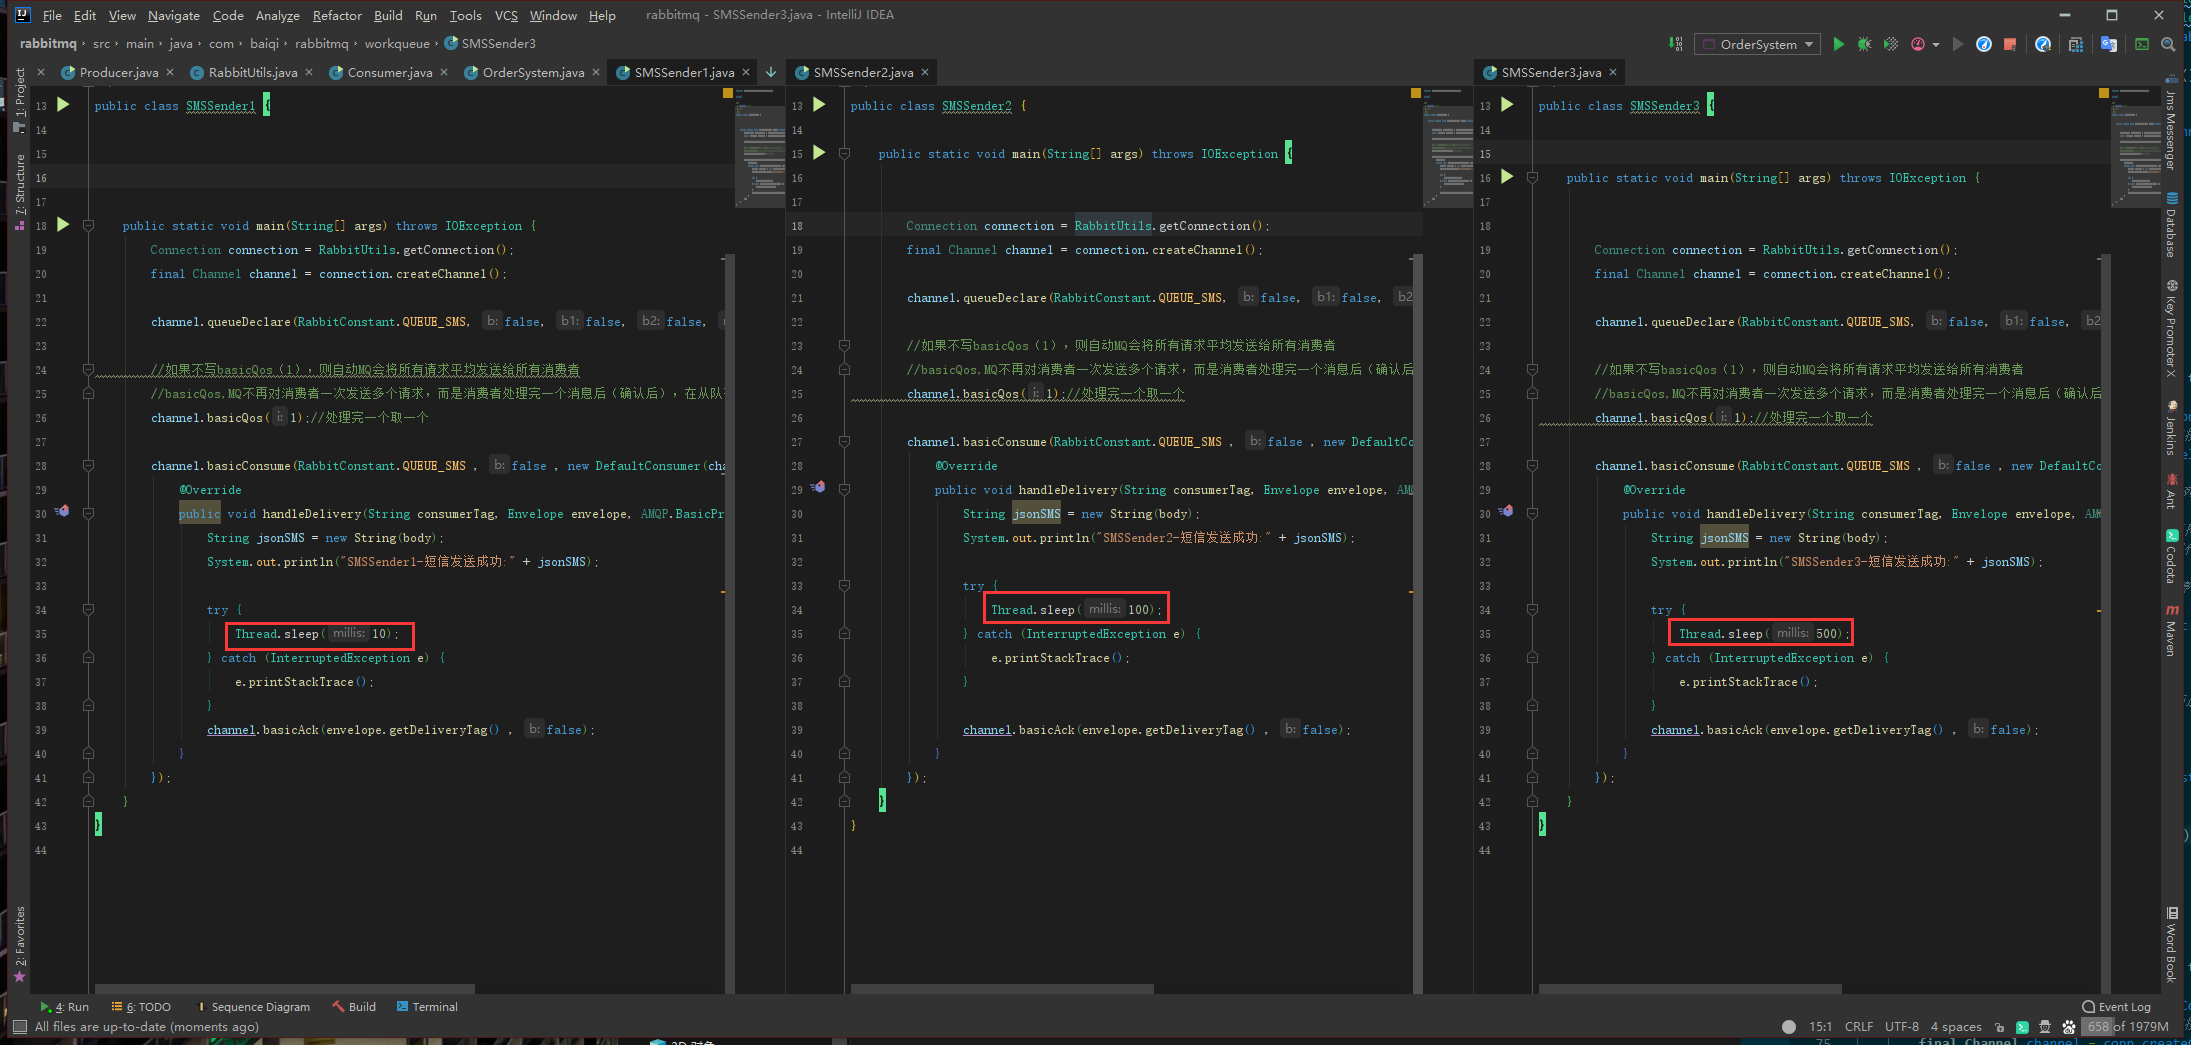 File Edit View Navigate Code Analyze Refactor Build Run Tools VCS Window Help rabbitmq - SMSSender3.java - IntelliJ IDEA
rabbitmq › src › main › java › com › baiqi › rabbitmq › workqueue › SMSSender3
OrderSystem
Producer.java RabbitUtils.java Consumer.java OrderSystem.java SMSSender1.java SMSSender2.java SMSSender3.java
1: Project
7: Structure
2: Favorites
13 public class SMSSender1 {
14
15
16
17
18 public static void main(String[] args) throws IOException {
19 Connection connection = RabbitUtils.getConnection();
20 final Channel channel = connection.createChannel();
21
22 channel.queueDeclare(RabbitConstant.QUEUE_SMS, b: false, b1: false, b2: false,
23
24 //如果不写basicQos（1），则自动MQ会将所有请求平均发送给所有消费者
25 //basicQos,MQ不再对消费者一次发送多个请求，而是消费者处理完一个消息后（确认后），在从队
26 channel.basicQos( i: 1);//处理完一个取一个
27
28 channel.basicConsume(RabbitConstant.QUEUE_SMS , b: false , new DefaultConsumer(cha
29 @Override
30 public void handleDelivery(String consumerTag, Envelope envelope, AMQP.BasicPr
31 String jsonSMS = new String(body);
32 System.out.println("SMSSender1-短信发送成功:" + jsonSMS);
33
34 try {
35 Thread.sleep( millis: 10);
36 } catch (InterruptedException e) {
37 e.printStackTrace();
38 }
39 channel.basicAck(envelope.getDeliveryTag() , b: false);
40 }
41 });
42 }
43 }
44
13 public class SMSSender2 {
14
15 public static void main(String[] args) throws IOException {
16
17
18 Connection connection = RabbitUtils.getConnection();
19 final Channel channel = connection.createChannel();
20
21 channel.queueDeclare(RabbitConstant.QUEUE_SMS, b: false, b1: false, b2
22
23 //如果不写basicQos（1），则自动MQ会将所有请求平均发送给所有消费者
24 //basicQos,MQ不再对消费者一次发送多个请求，而是消费者处理完一个消息后（确认后
25 channel.basicQos( i: 1);//处理完一个取一个
26
27 channel.basicConsume(RabbitConstant.QUEUE_SMS , b: false , new DefaultCo
28 @Override
29 public void handleDelivery(String consumerTag, Envelope envelope, AMQ
30 String jsonSMS = new String(body);
31 System.out.println("SMSSender2-短信发送成功:" + jsonSMS);
32
33 try {
34 Thread.sleep( millis: 100);
35 } catch (InterruptedException e) {
36 e.printStackTrace();
37 }
38
39 channel.basicAck(envelope.getDeliveryTag() , b: false);
40 }
41 });
42 }
43 }
44
13 public class SMSSender3 {
14
15
16 public static void main(String[] args) throws IOException {
17
18
19 Connection connection = RabbitUtils.getConnection();
20 final Channel channel = connection.createChannel();
21
22 channel.queueDeclare(RabbitConstant.QUEUE_SMS, b: false, b1: false, b2
23
24 //如果不写basicQos（1），则自动MQ会将所有请求平均发送给所有消费者
25 //basicQos,MQ不再对消费者一次发送多个请求，而是消费者处理完一个消息后（确认后
26 channel.basicQos( i: 1);//处理完一个取一个
27
28 channel.basicConsume(RabbitConstant.QUEUE_SMS , b: false , new DefaultCo
29 @Override
30 public void handleDelivery(String consumerTag, Envelope envelope, AM
31 String jsonSMS = new String(body);
32 System.out.println("SMSSender3-短信发送成功:" + jsonSMS);
33
34 try {
35 Thread.sleep( millis: 500);
36 } catch (InterruptedException e) {
37 e.printStackTrace();
38 }
39 channel.basicAck(envelope.getDeliveryTag() , b: false);
40 }
41 });
42 }
43 }
44
Jms Messenger
Database
Key Promoter X
Jenkins
Ant
Codota
Maven
Word Book
4: Run 6: TODO Sequence Diagram Build Terminal Event Log
All files are up-to-date (moments ago) 15:1 CRLF UTF-8 4 spaces 658 of 1979M
75 final Channel channel = conn.create